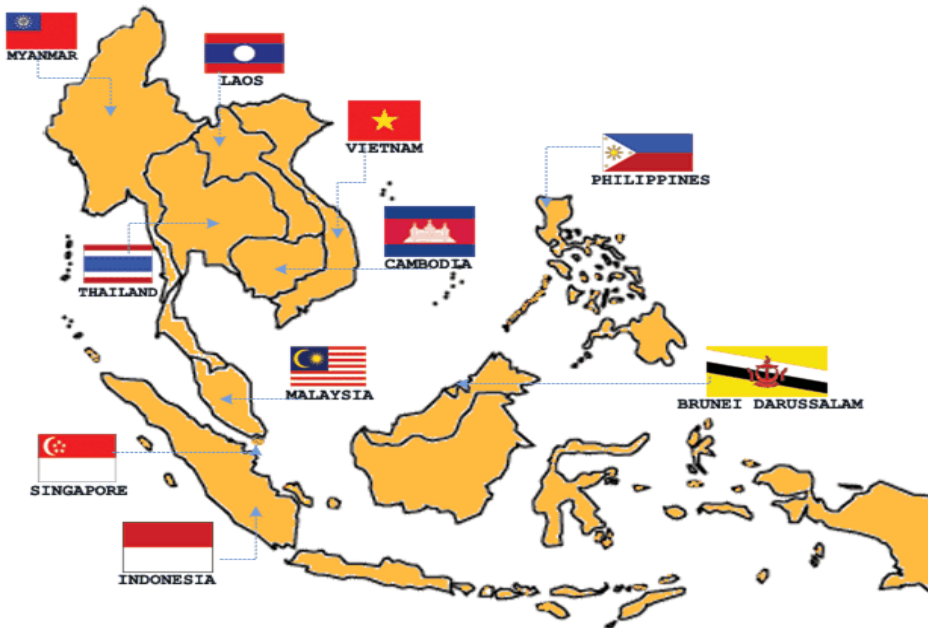 MYANMAR
LAOS
VIETNAM
PHILIPPINES
CAMBODIA
THAILAND
MALAYSIA
BRUNEI DARUSSALAM
SINGAPORE
INDONESIA